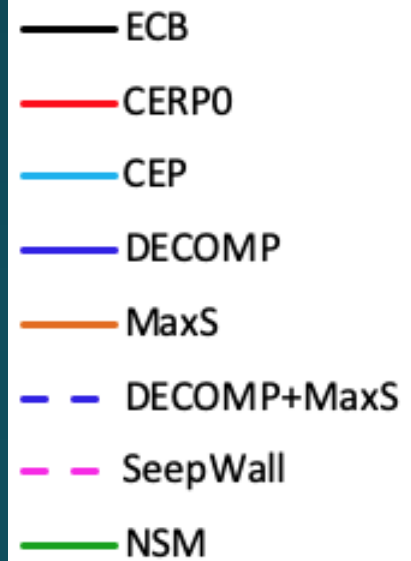 ECB
CERP0
CEP
DECOMP
MaxS
DECOMP+MaxS
SeepWall
NSM